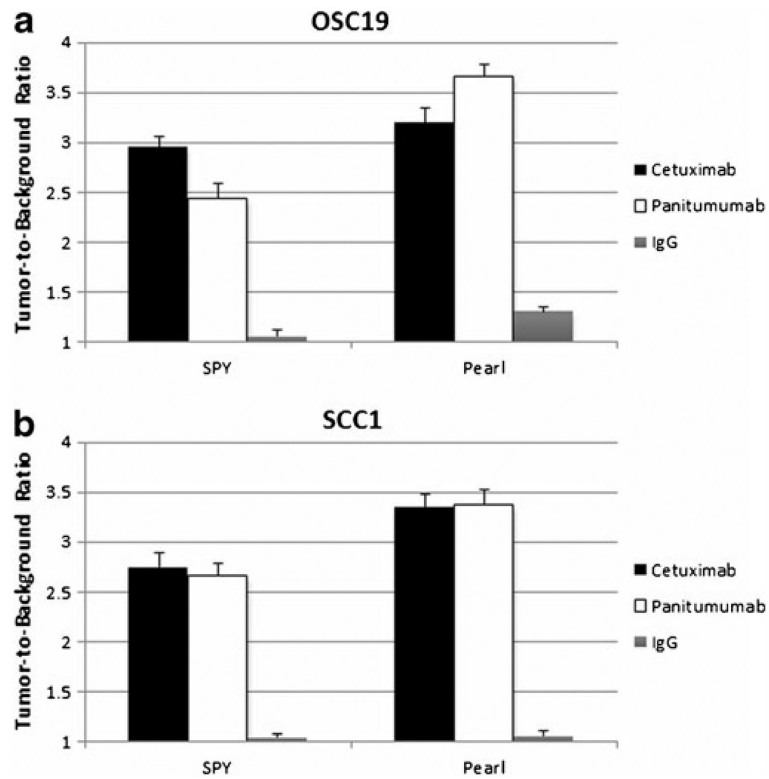 a
OSC19
Tumor-to-Background Ratio
4
3.5
3
2.5
2
1.5
1
SPY
Pearl
Cetuximab
Panitumumab
IgG
b
SCC1
Tumor-to-Background Ratio
4
3.5
3
2.5
2
1.5
1
SPY
Pearl
Cetuximab
Panitumumab
IgG